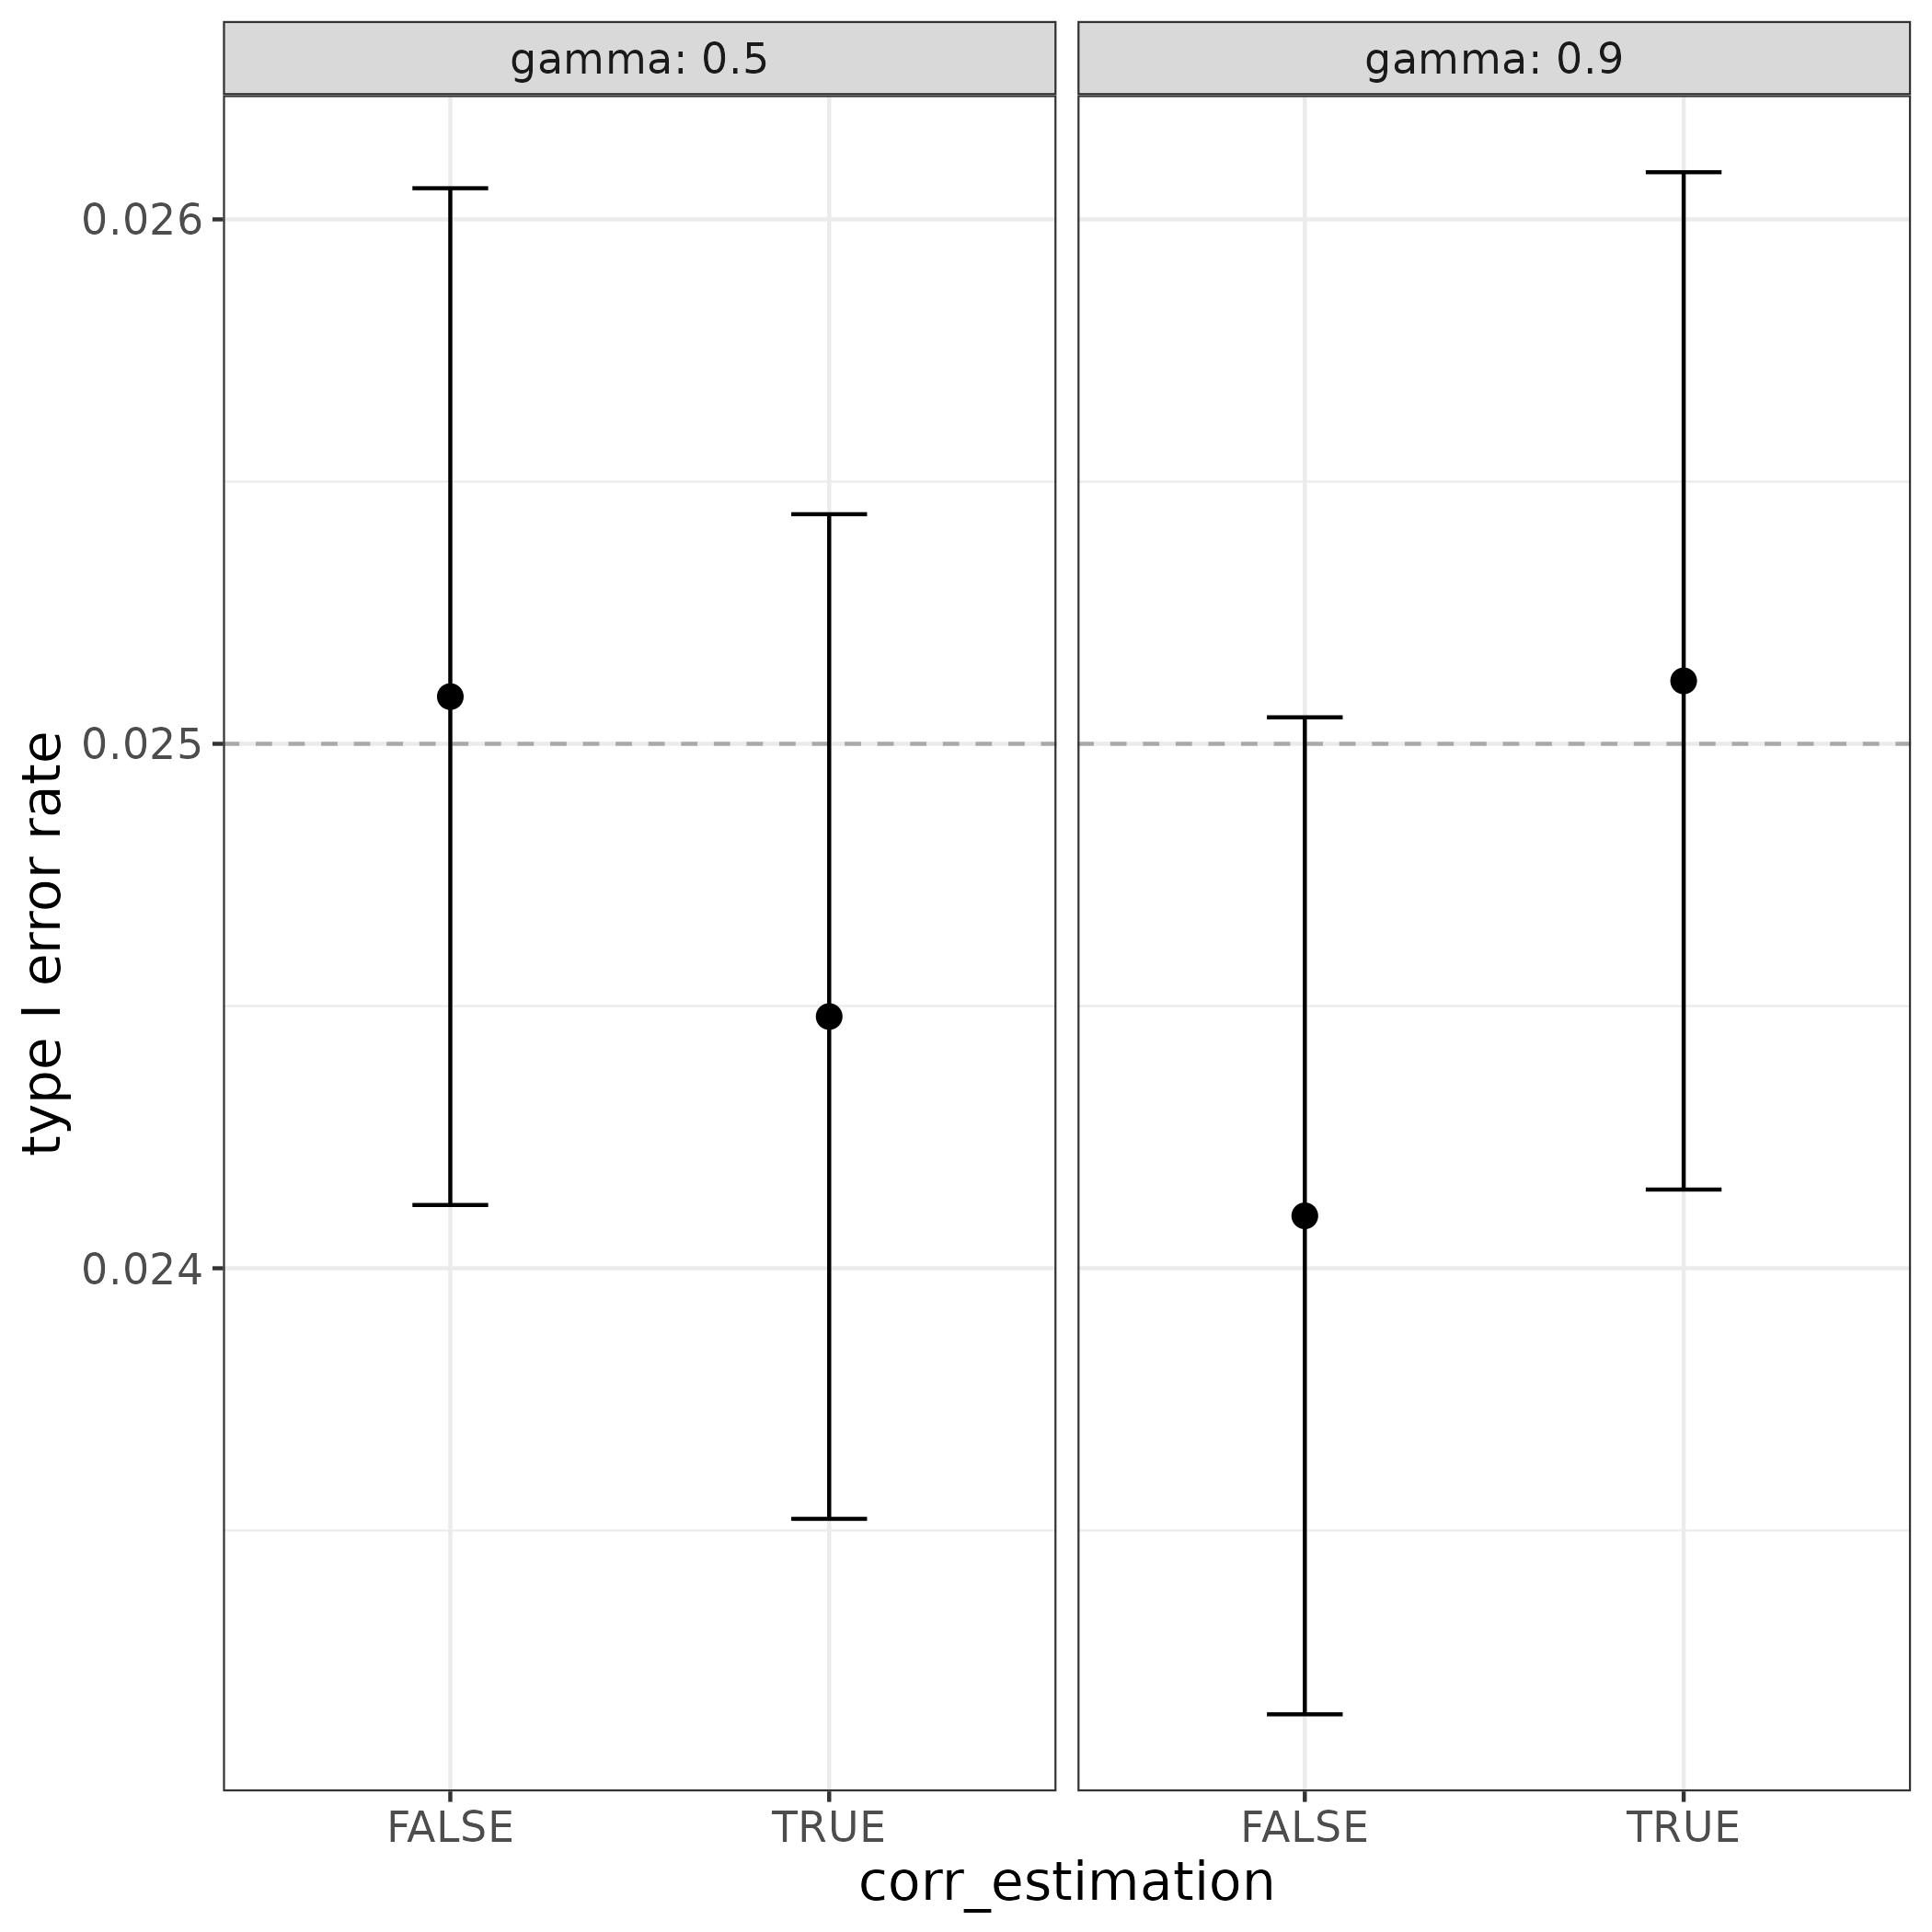 gamma: 0.5
gamma: 0.9
type I error rate
0.026
0.025
0.024
FALSE
TRUE
FALSE
TRUE
corr_estimation